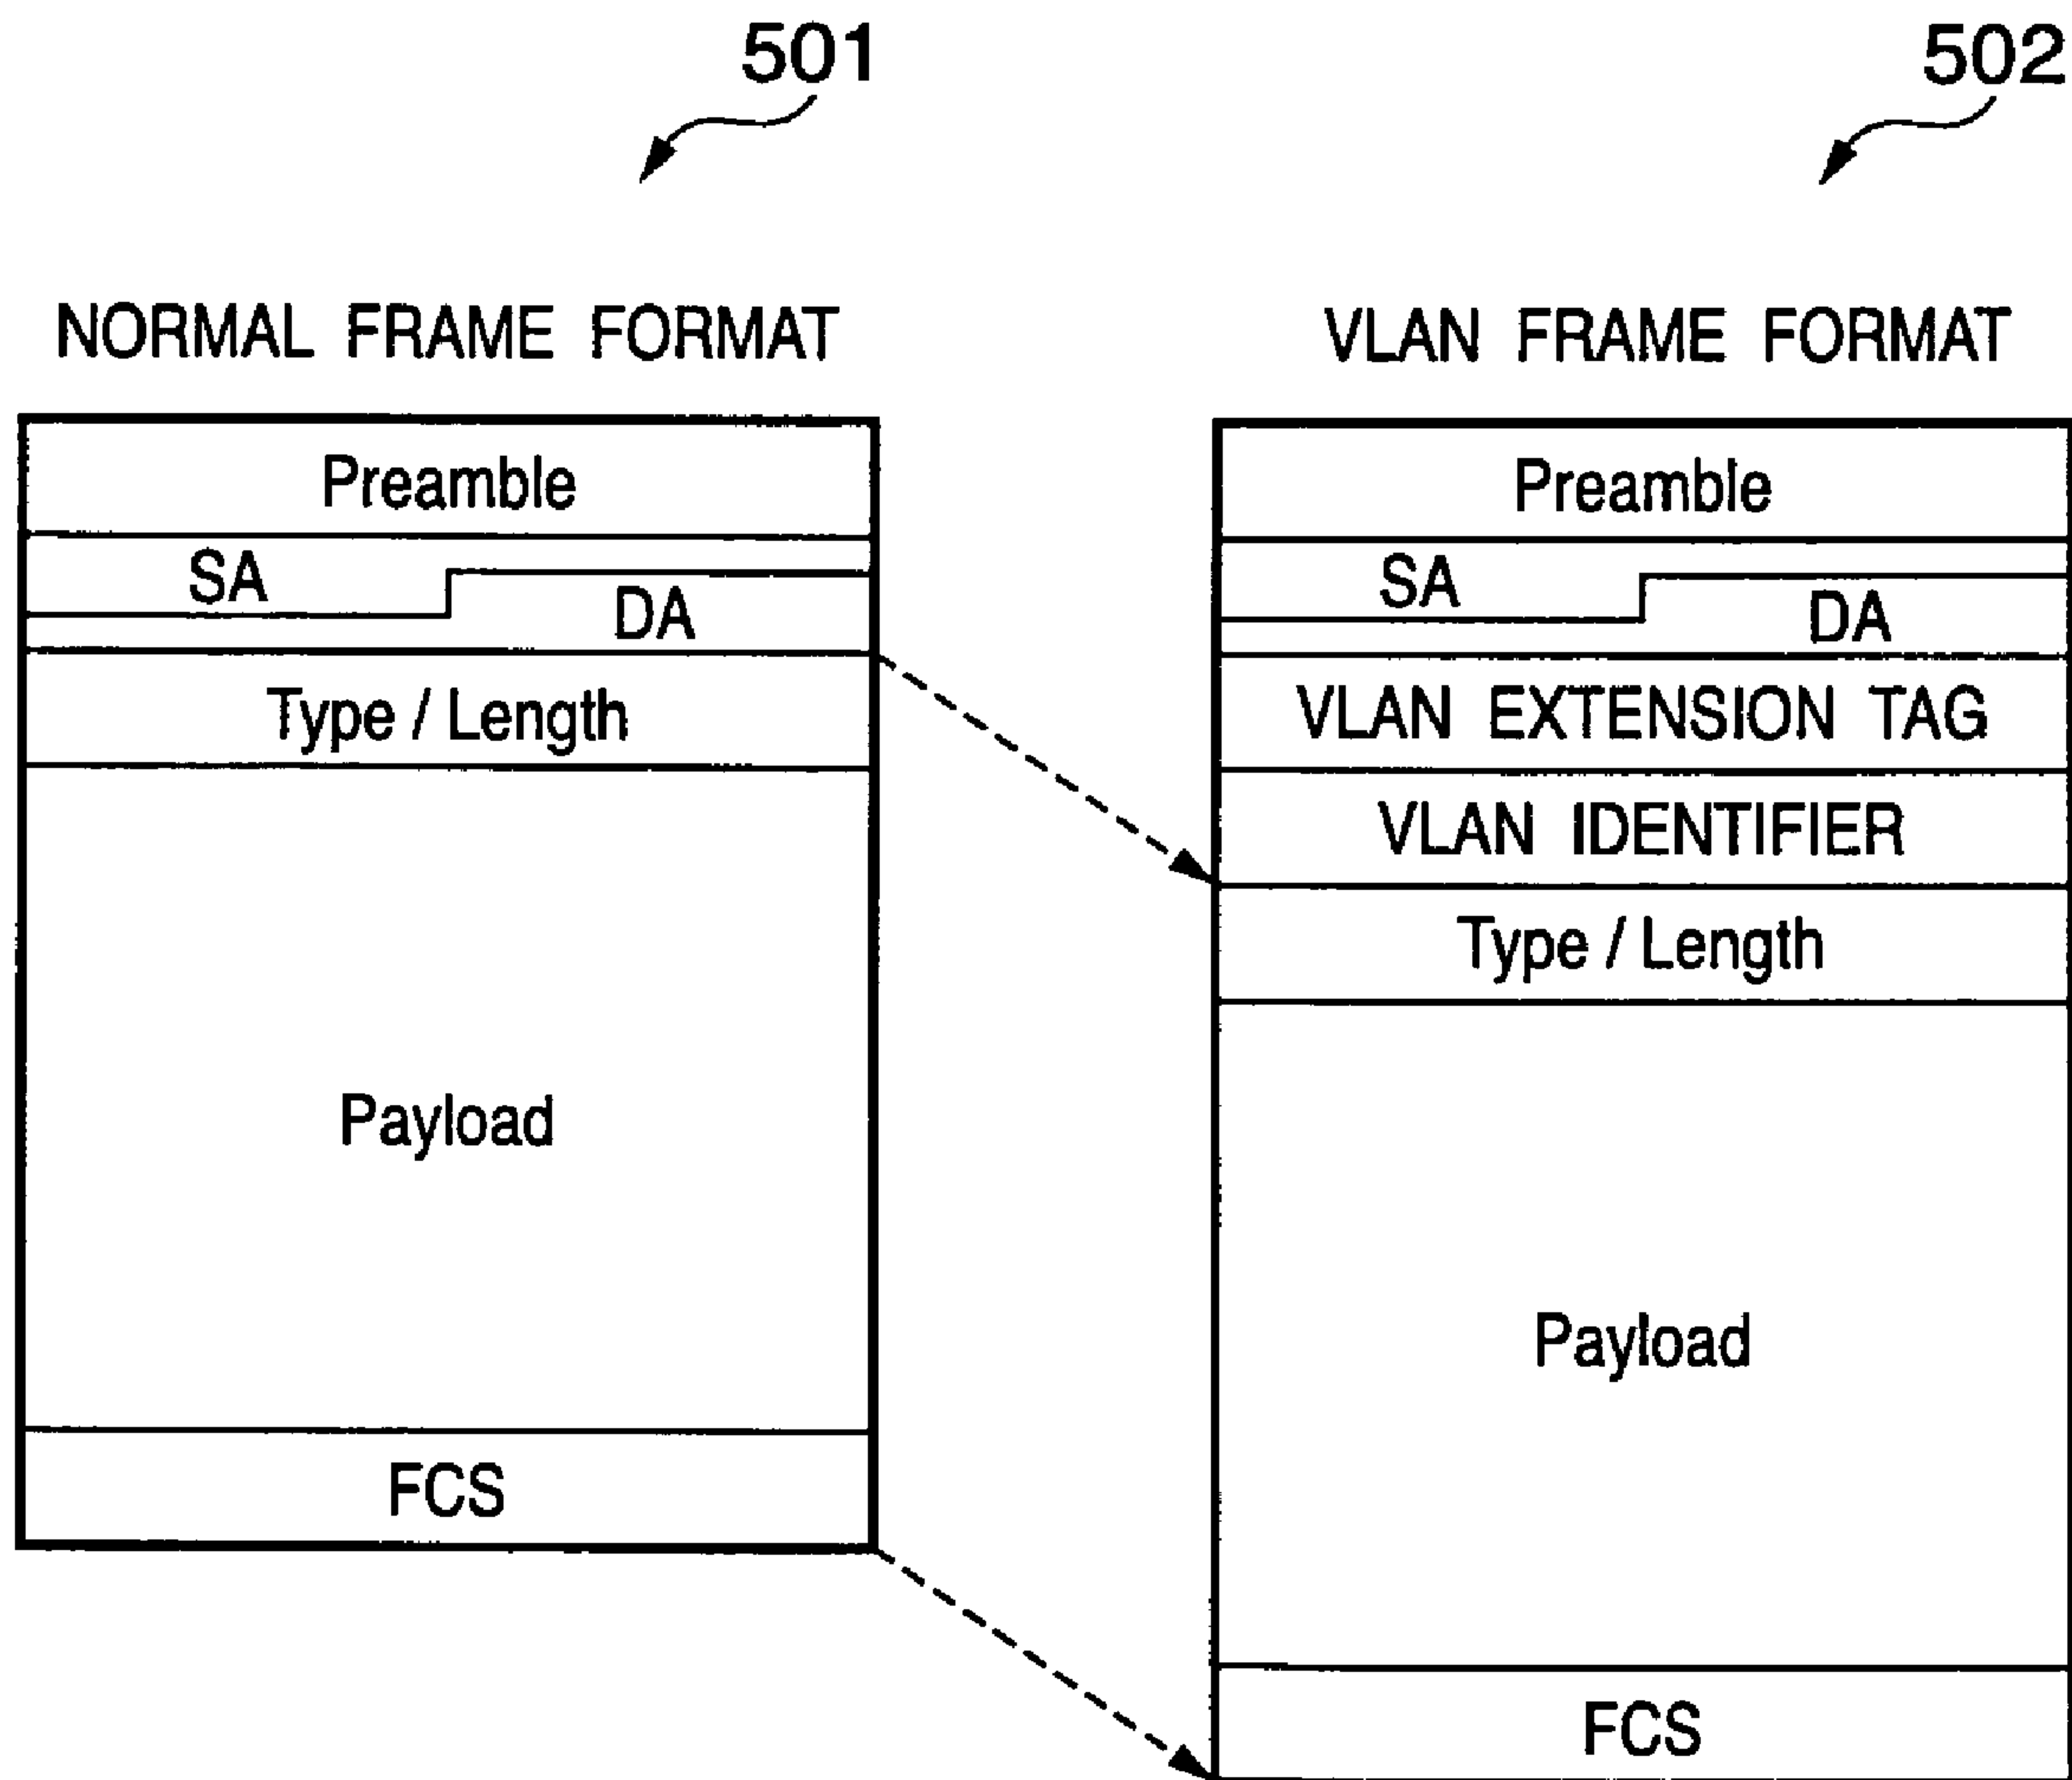 501
NORMAL FRAME FORMAT
Preamble
SA
DA
Type / Length
Payload
FCS
502
VLAN FRAME FORMAT
Preamble
SA
DA
VLAN EXTENSION TAG
VLAN IDENTIFIER
Type / Length
Payload
FCS